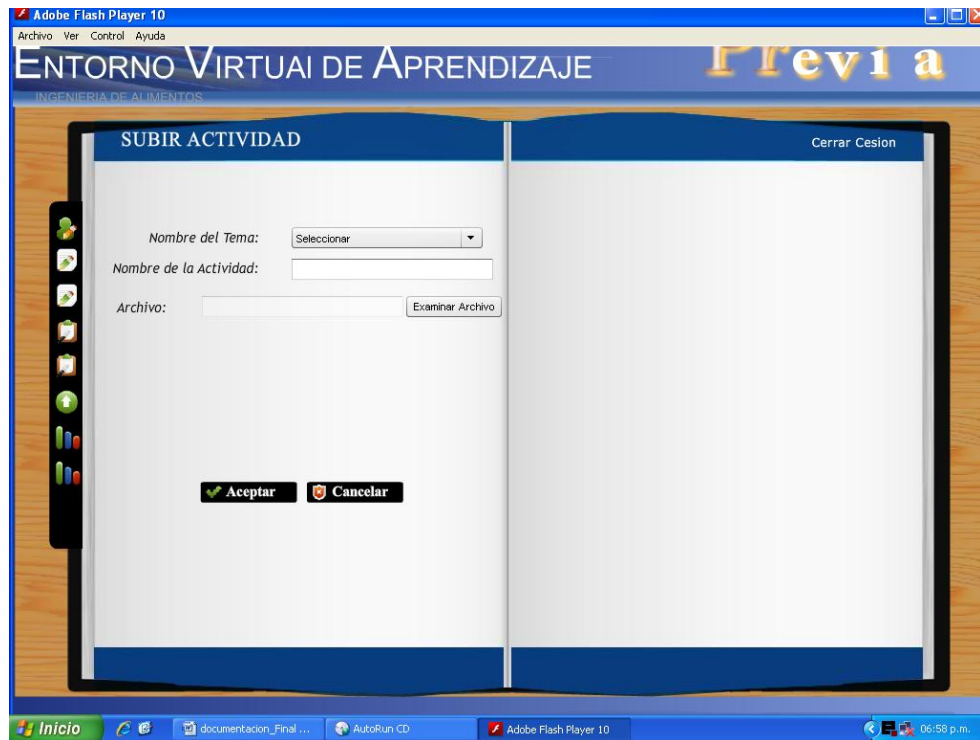 Adobe Flash Player 10
Archivo Ver Control Ayuda
ENTORNO VIRTUAl DE APRENDIZAJE
Previa
INGENIERIA DE ALIMENTOS
SUBIR ACTIVIDAD
Cerrar Cesion
Nombre del Tema: Seleccionar
Nombre de la Actividad:
Archivo: Examinar Archivo
Aceptar Cancelar
Inicio documentacion_Final ... AutoRun CD Adobe Flash Player 10 06:58 p.m.